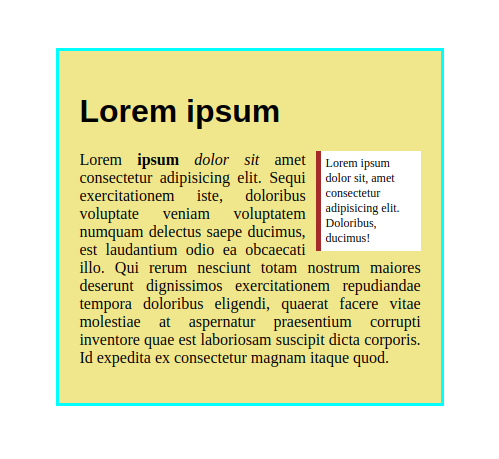 Lorem ipsum
Lorem ipsum dolor sit amet
consectetur adipisicing elit. Sequi
exercitationem iste, doloribus
voluptate veniam voluptatem
numquam delectus saepe ducimus,
est laudantium odio ea obcaecati
illo. Qui rerum nesciunt totam nostrum maiores
deserunt dignissimos exercitationem repudiandae
tempora doloribus eligendi, quaerat facere vitae
molestiae at aspernatur praesentium corrupti
inventore quae est laboriosam suscipit dicta corporis.
Id expedita ex consectetur magnam itaque quod.
Lorem ipsum
dolor sit, amet
consectetur
adipisicing elit.
Doloribus,
ducimus!